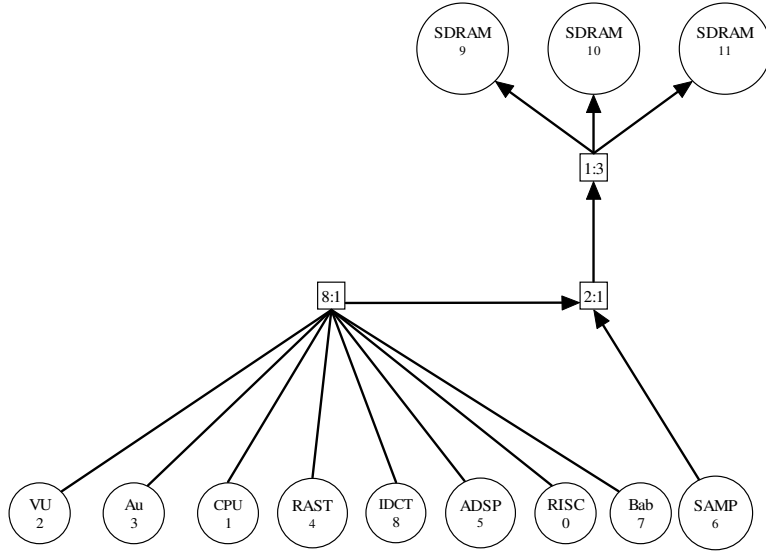 SDRAM
9
SDRAM
10
SDRAM
11
1:3
8:1
2:1
VU
2
Au
3
CPU
1
RAST
4
IDCT
8
ADSP
5
RISC
0
Bab
7
SAMP
6